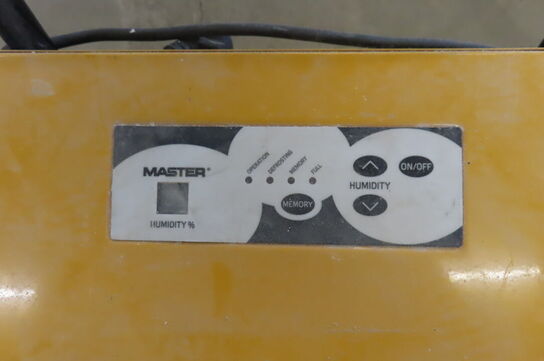 MASTER®
HUMIDITY %
OPERATION
DEFROSTING
MEMORY
FULL
MEMORY
HUMIDITY
ON/OFF